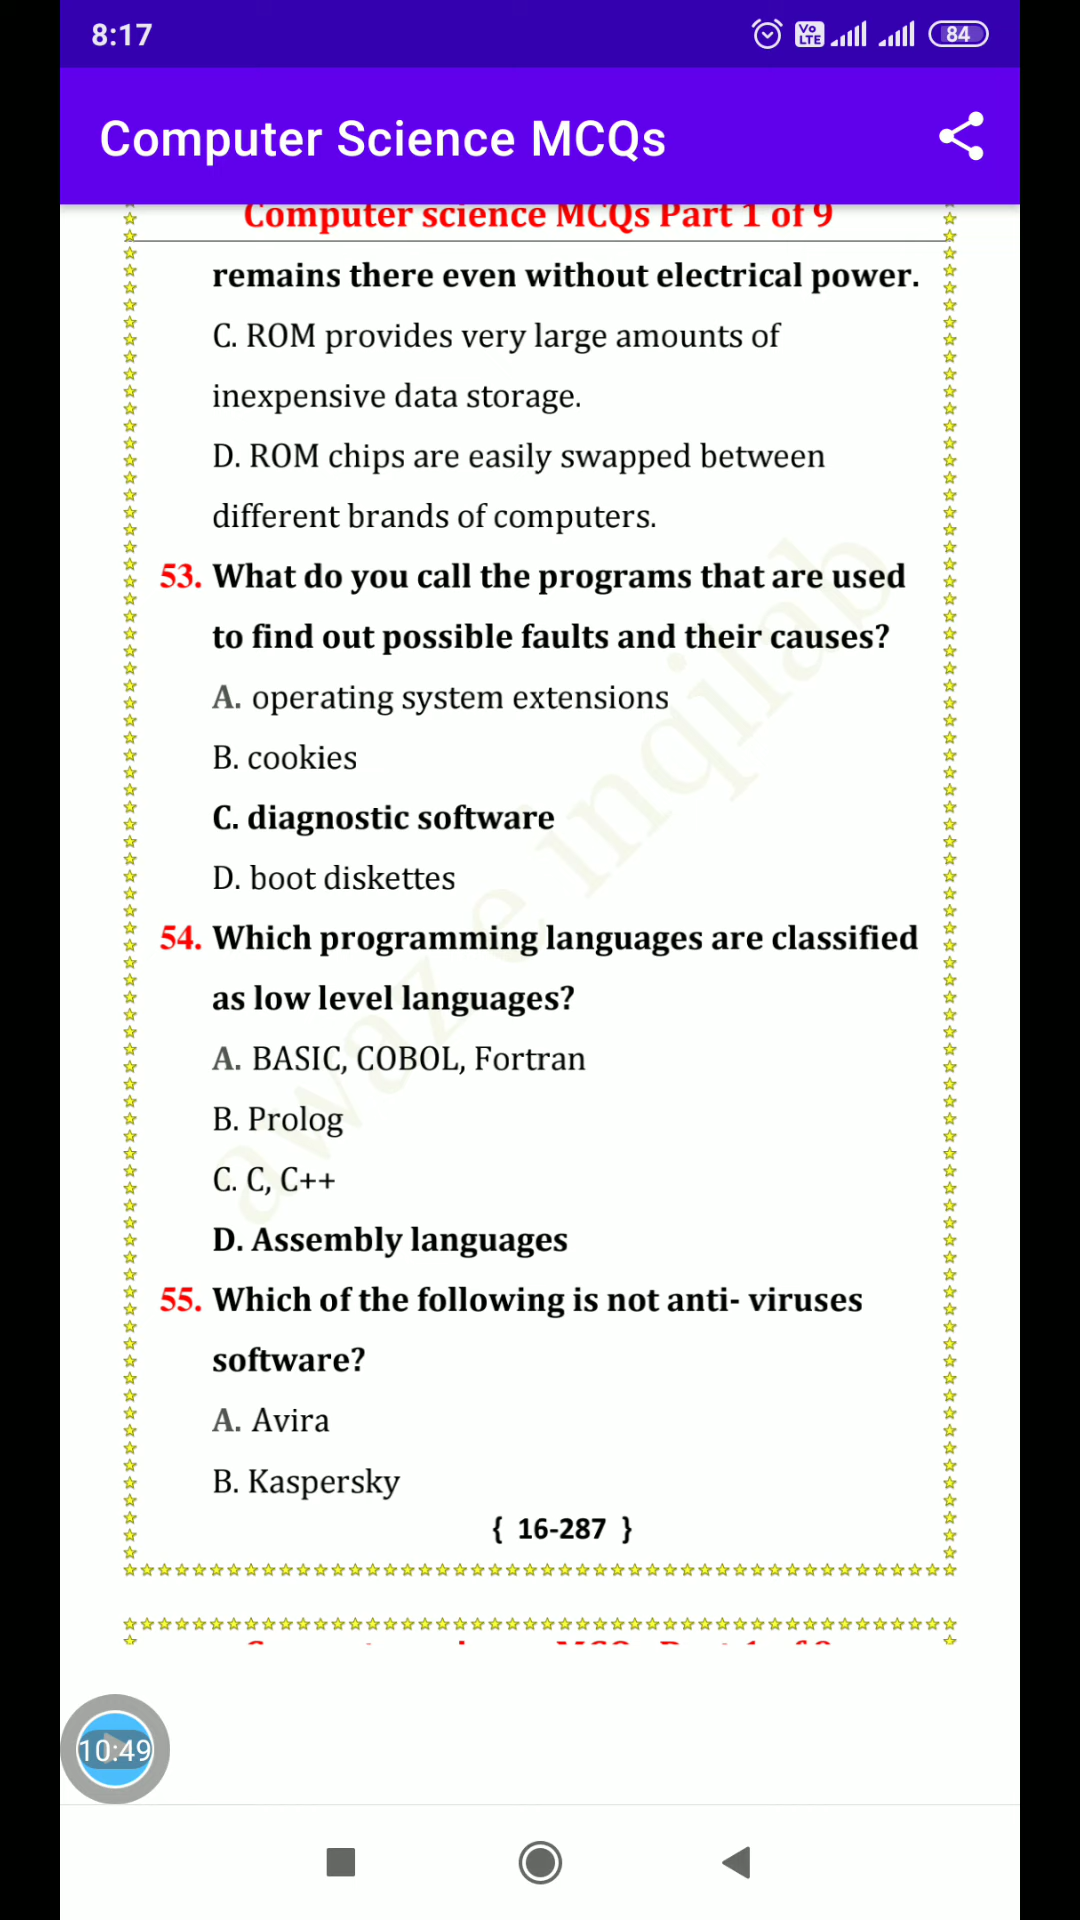 8:17
Vo LTE
84
Computer Science MCQs
Computer science MCQs Part 1 of 9
remains there even without electrical power.
C. ROM provides very large amounts of
inexpensive data storage.
D. ROM chips are easily swapped between
different brands of computers.
53. What do you call the programs that are used
to find out possible faults and their causes?
A. operating system extensions
B. cookies
C. diagnostic software
D. boot diskettes
54. Which programming languages are classified
as low level languages?
A. BASIC, COBOL, Fortran
B. Prolog
C. C, C++
D. Assembly languages
55. Which of the following is not anti- viruses
software?
A. Avira
B. Kaspersky
{ 16-287 }
awaz e inqilab
10:49